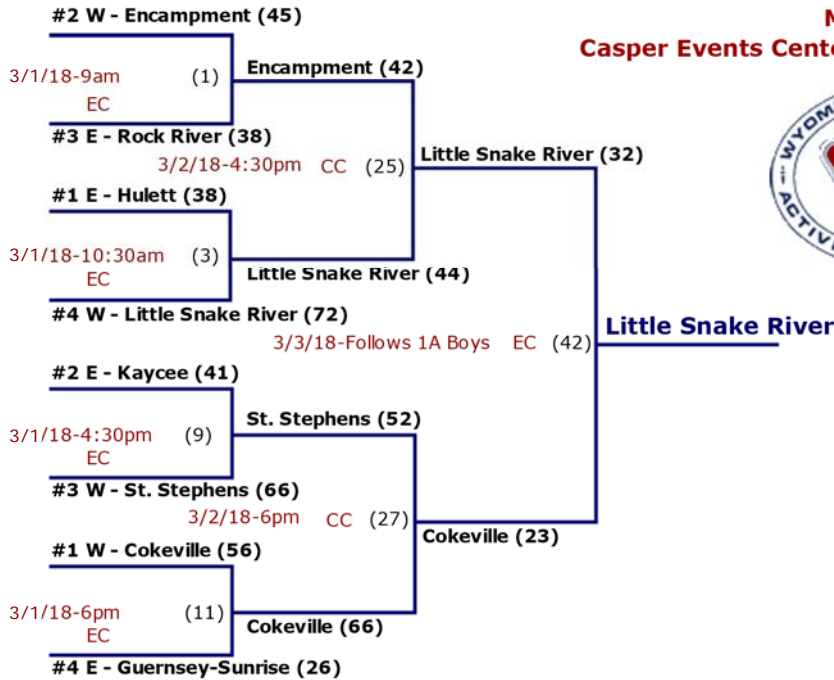 #2 W - Encampment (45)
M
Casper Events Cente
3/1/18-9am (1)
EC
Encampment (42)
#3 E - Rock River (38)
3/2/18-4:30pm CC (25)
Little Snake River (32)
#1 E - Hulett (38)
3/1/18-10:30am (3)
EC
Little Snake River (44)
#4 W - Little Snake River (72)
3/3/18-Follows 1A Boys EC (42)
Little Snake River
#2 E - Kaycee (41)
3/1/18-4:30pm (9)
EC
St. Stephens (52)
#3 W - St. Stephens (66)
3/2/18-6pm CC (27)
Cokeville (23)
#1 W - Cokeville (56)
3/1/18-6pm (11)
EC
Cokeville (66)
#4 E - Guernsey-Sunrise (26)
WYOM
ACTIV